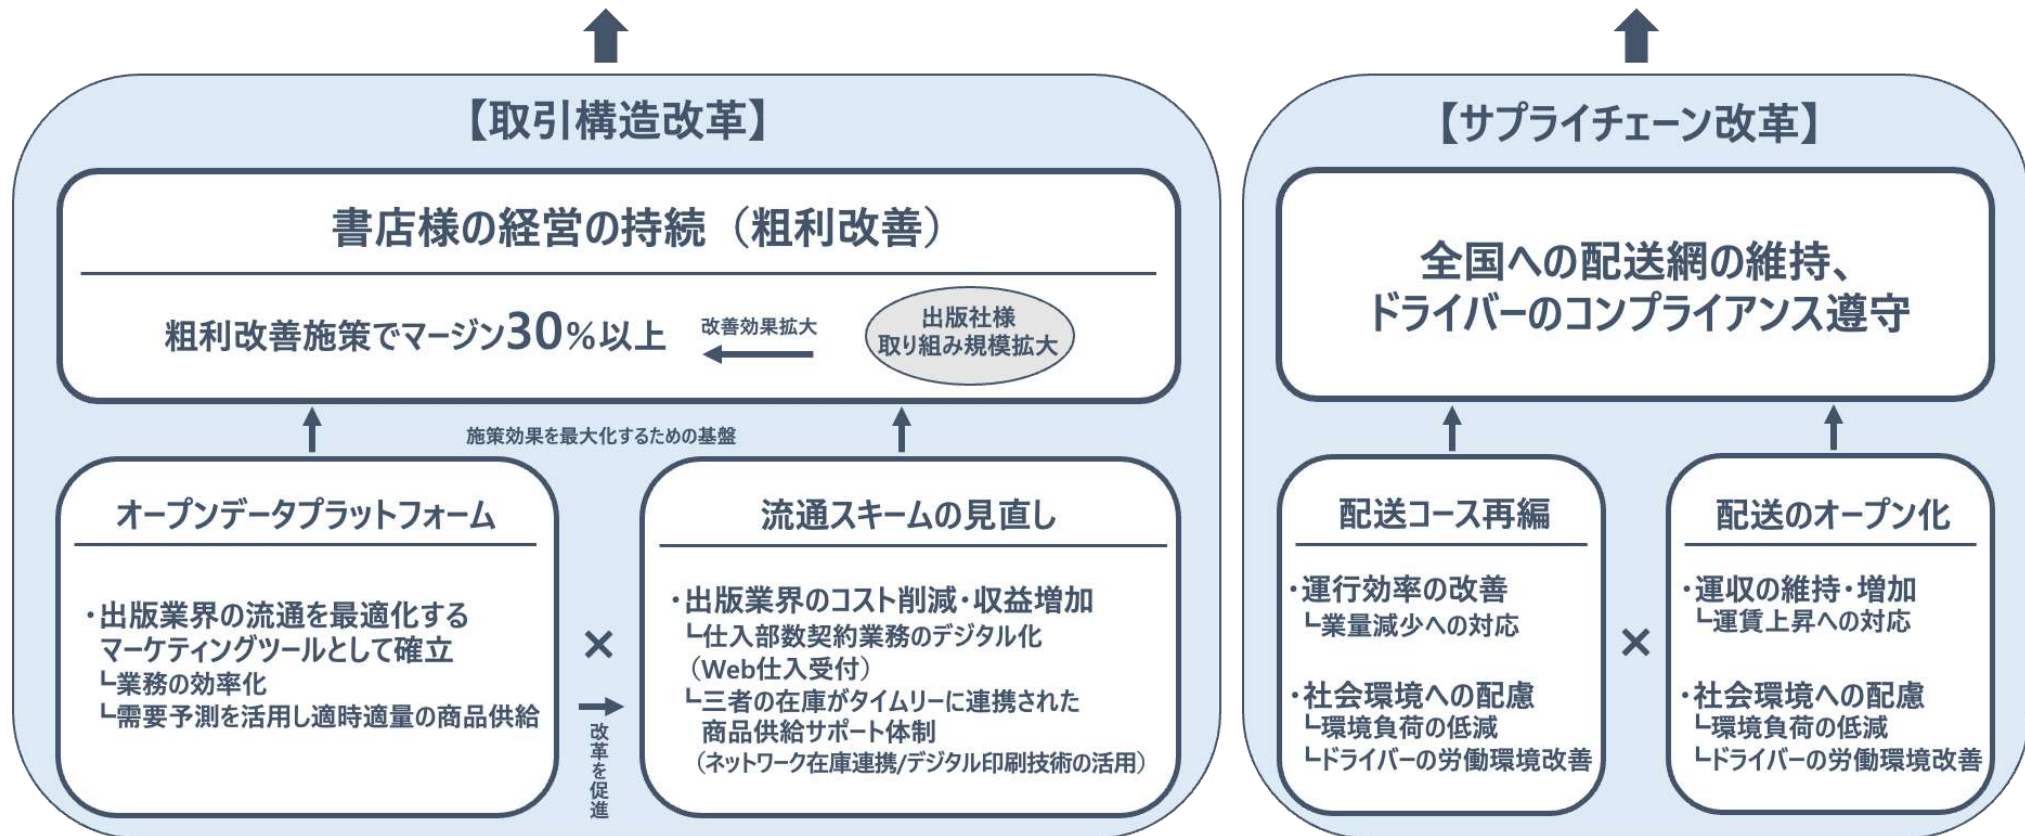 【取引構造改革】
書店様の経営の持続（粗利改善）
粗利改善施策でマージン30％以上
改善効果拡大
出版社様
取り組み規模拡大
施策効果を最大化するための基盤
オープンデータプラットフォーム
・出版業界の流通を最適化する
マーケティングツールとして確立
┗業務の効率化
┗需要予測を活用し適時適量の商品供給
×
改革を促進
流通スキームの見直し
・出版業界のコスト削減・収益増加
┗仕入部数契約業務のデジタル化
（Web仕入受付）
┗三者の在庫がタイムリーに連携された
商品供給サポート体制
（ネットワーク在庫連携/デジタル印刷技術の活用）
【サプライチェーン改革】
全国への配送網の維持、
ドライバーのコンプライアンス遵守
配送コース再編
・運行効率の改善
┗業量減少への対応
・社会環境への配慮
┗環境負荷の低減
┗ドライバーの労働環境改善
×
配送のオープン化
・運収の維持・増加
┗運賃上昇への対応
・社会環境への配慮
┗環境負荷の低減
┗ドライバーの労働環境改善